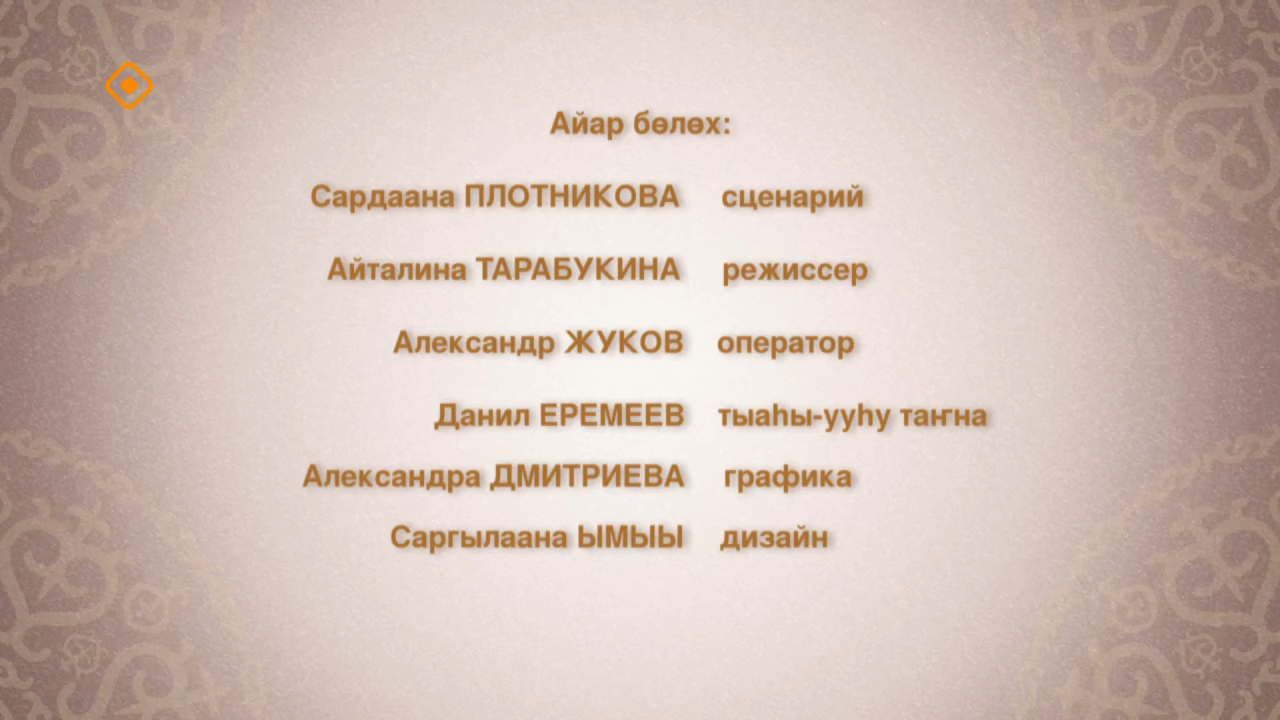 Айар бөлөх:
Сардаана ПЛОТНИКОВА сценарий
Айталина ТАРАБУКИНА режиссер
Александр ЖУКОВ оператор
Данил ЕРЕМЕЕВ тыаһы-ууһу таҥна
Александра ДМИТРИЕВА графика
Саргылаана ЫМЫЫ дизайн